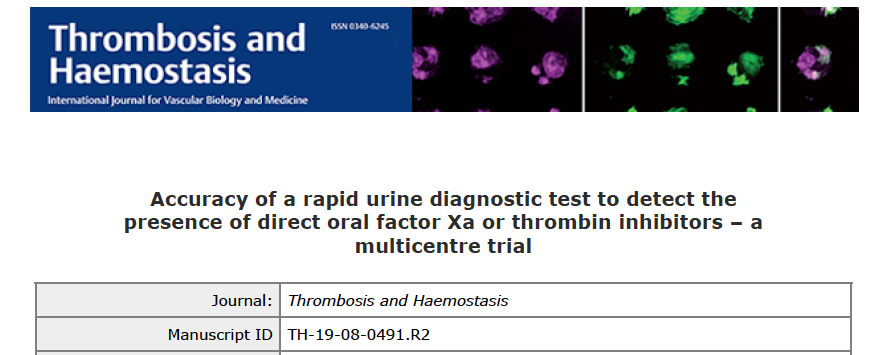 Thrombosis and
Haemostasis
ISSN 0340-6245
International Journal for Vascular Biology and Medicine
Accuracy of a rapid urine diagnostic test to detect the
presence of direct oral factor Xa or thrombin inhibitors – a
multicentre trial
Journal: Thrombosis and Haemostasis
Manuscript ID TH-19-08-0491.R2